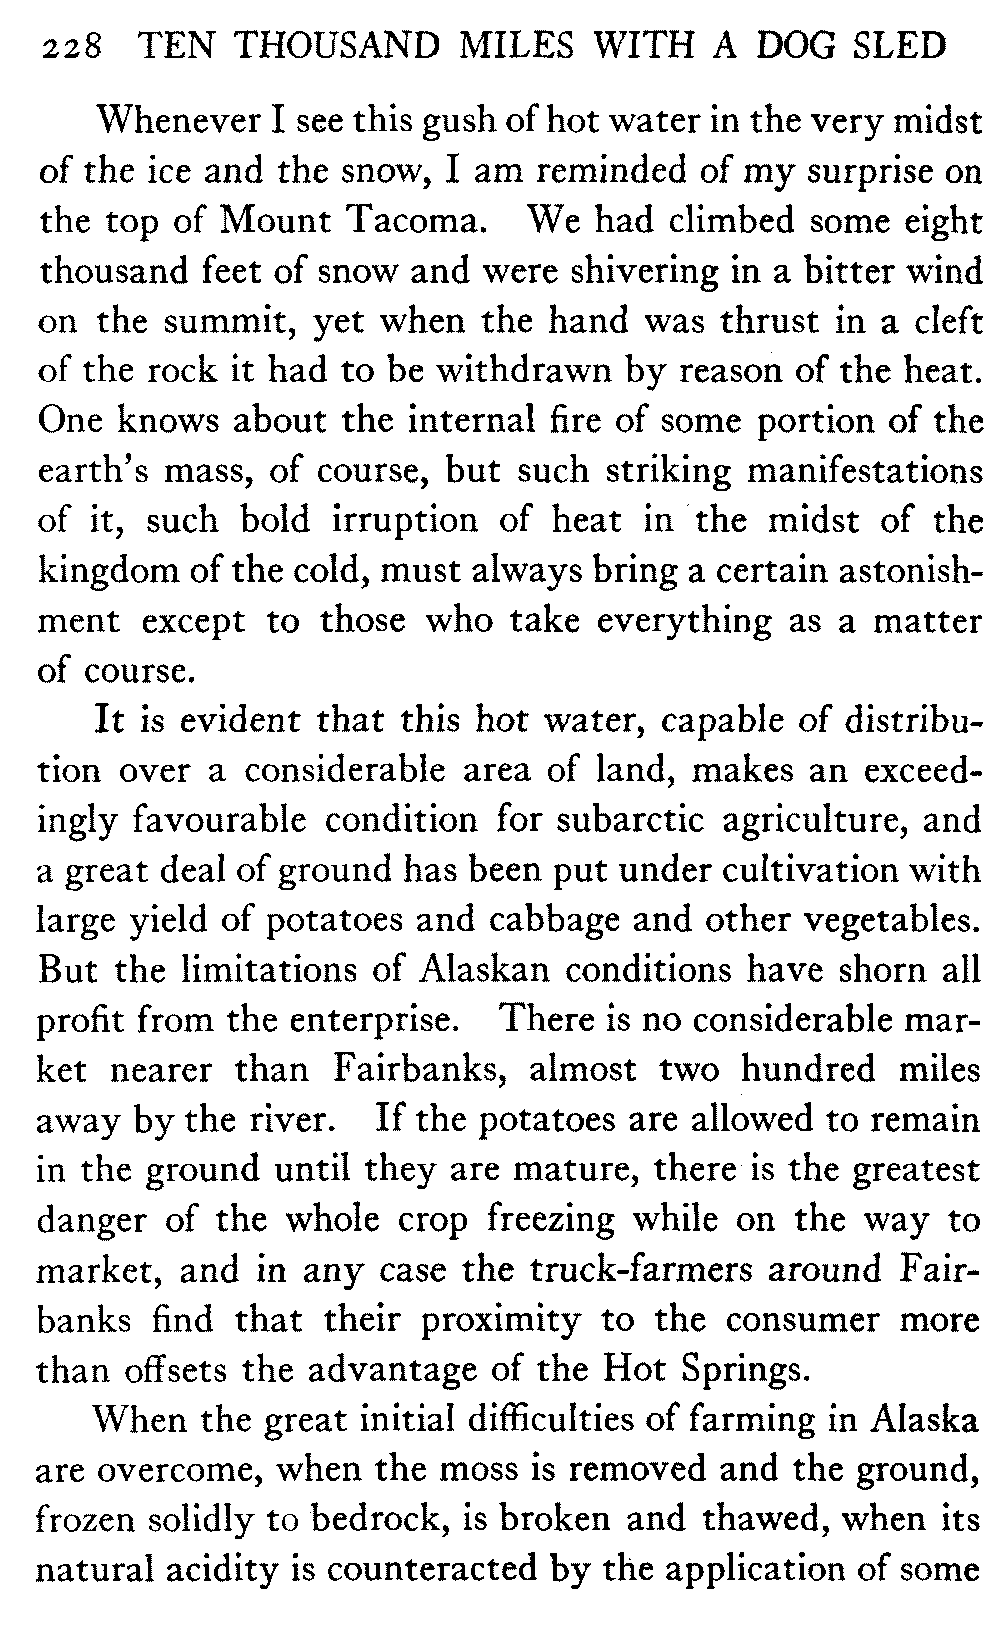 228 TEN THOUSAND MILES WITH A DOG SLED
Whenever I see this gush of hot water in the very midst
of the ice and the snow, I am reminded of my surprise on
the top of Mount Tacoma. We had climbed some eight
thousand feet of snow and were shivering in a bitter wind
on the summit, yet when the hand was thrust in a cleft
of the rock it had to be withdrawn by reason of the heat.
One knows about the internal fire of some portion of the
earth's mass, of course, but such striking manifestations
of it, such bold irruption of heat in the midst of the
kingdom of the cold, must always bring a certain astonish-
ment except to those who take everything as a matter
of course.
It is evident that this hot water, capable of distribu-
tion over a considerable area of land, makes an exceed-
ingly favourable condition for subarctic agriculture, and
a great deal of ground has been put under cultivation with
large yield of potatoes and cabbage and other vegetables.
But the limitations of Alaskan conditions have shorn all
profit from the enterprise. There is no considerable mar-
ket nearer than Fairbanks, almost two hundred miles
away by the river. If the potatoes are allowed to remain
in the ground until they are mature, there is the greatest
danger of the whole crop freezing while on the way to
market, and in any case the truck-farmers around Fair-
banks find that their proximity to the consumer more
than offsets the advantage of the Hot Springs.
When the great initial difficulties of farming in Alaska
are overcome, when the moss is removed and the ground,
frozen solidly to bedrock, is broken and thawed, when its
natural acidity is counteracted by the application of some